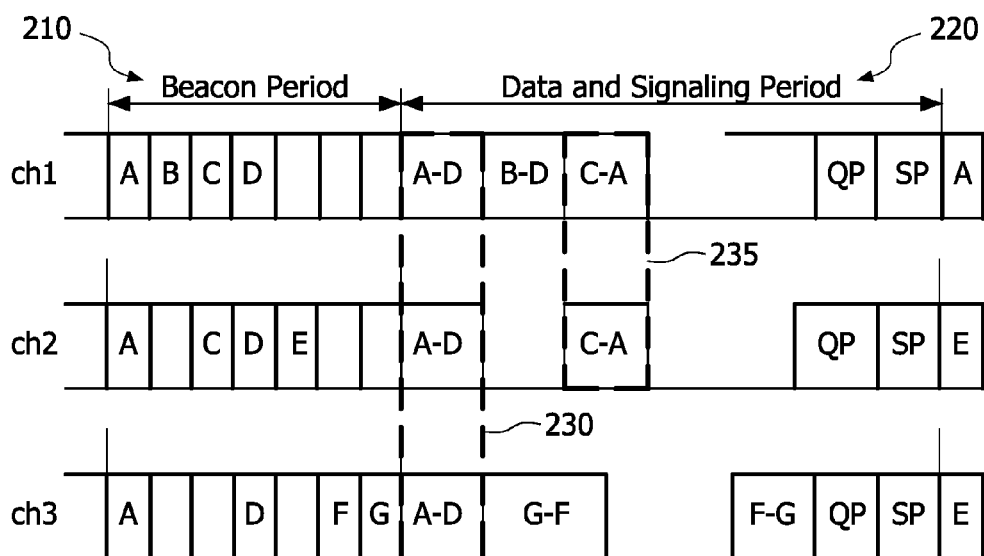 210 220
Beacon Period Data and Signaling Period
ch1 A B C D A-D B-D C-A QP SP A
235
ch2 A C D E A-D C-A QP SP E
230
ch3 A D F G A-D G-F F-G QP SP E